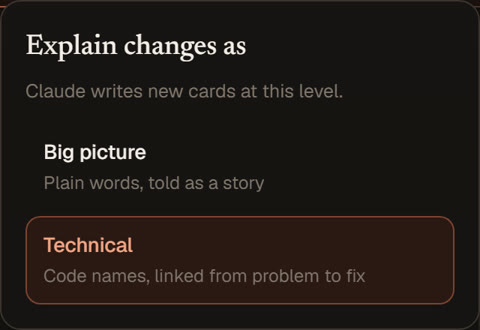 Explain changes as
Claude writes new cards at this level.
Big picture
Plain words, told as a story
Technical
Code names, linked from problem to fix